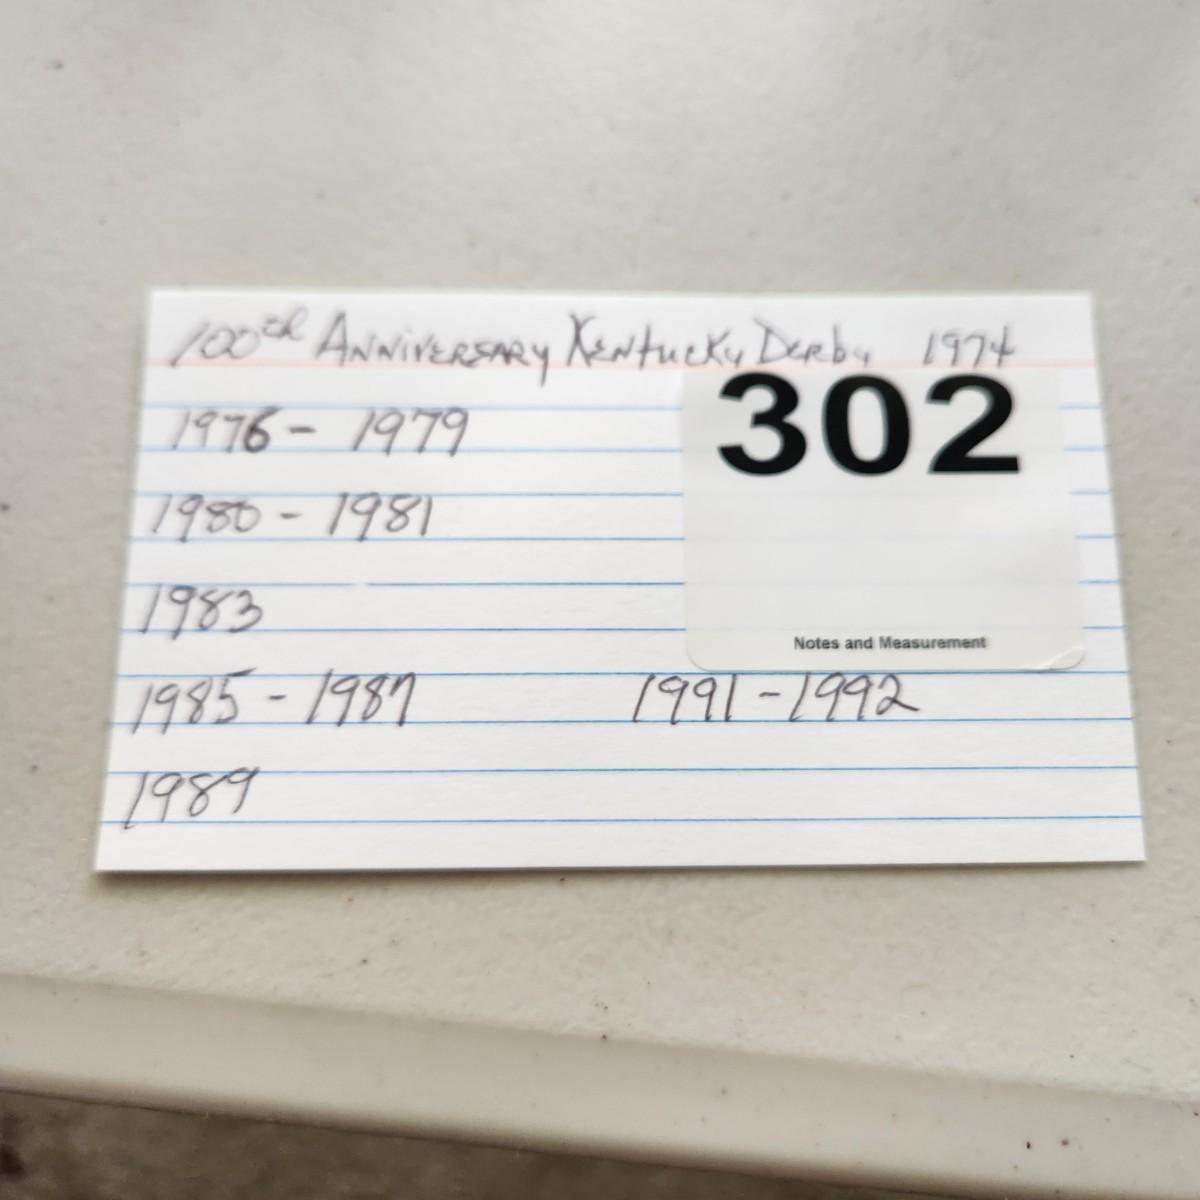 100th Anniversary Kentucky Derby 1974
302
1976 - 1979
1980 - 1981
1983
Notes and Measurement
1985 - 1987 1991 - 1992
1989